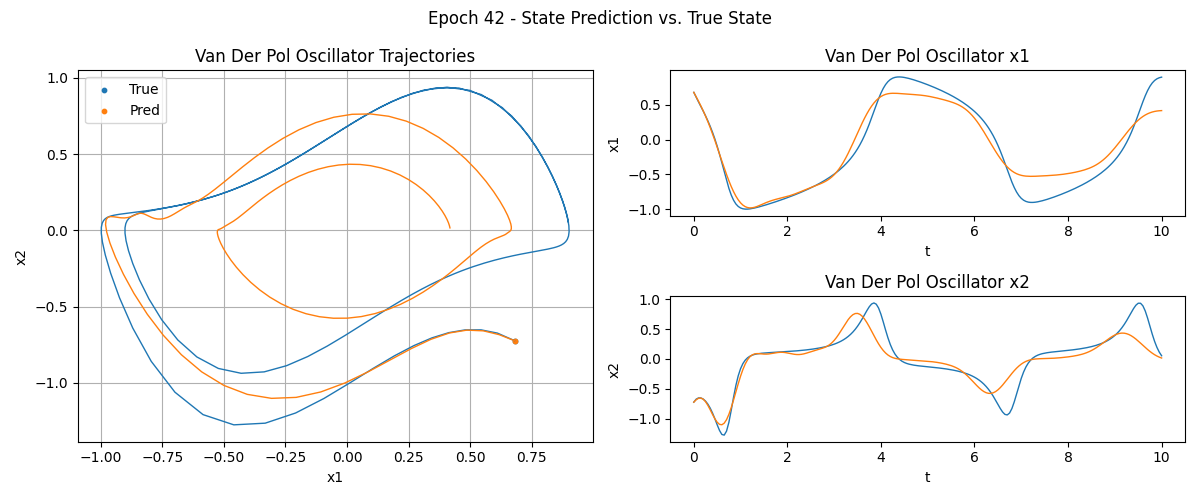 Epoch 42 - State Prediction vs. True State
Van Der Pol Oscillator Trajectories
True
Pred
1.0
0.5
0.0
−0.5
−1.0
x2
−1.00 −0.75 −0.50 −0.25 0.00 0.25 0.50 0.75
x1
Van Der Pol Oscillator x1
0.5
0.0
−0.5
−1.0
x1
0 2 4 6 8 10
t
Van Der Pol Oscillator x2
1.0
0.5
0.0
−0.5
−1.0
x2
0 2 4 6 8 10
t